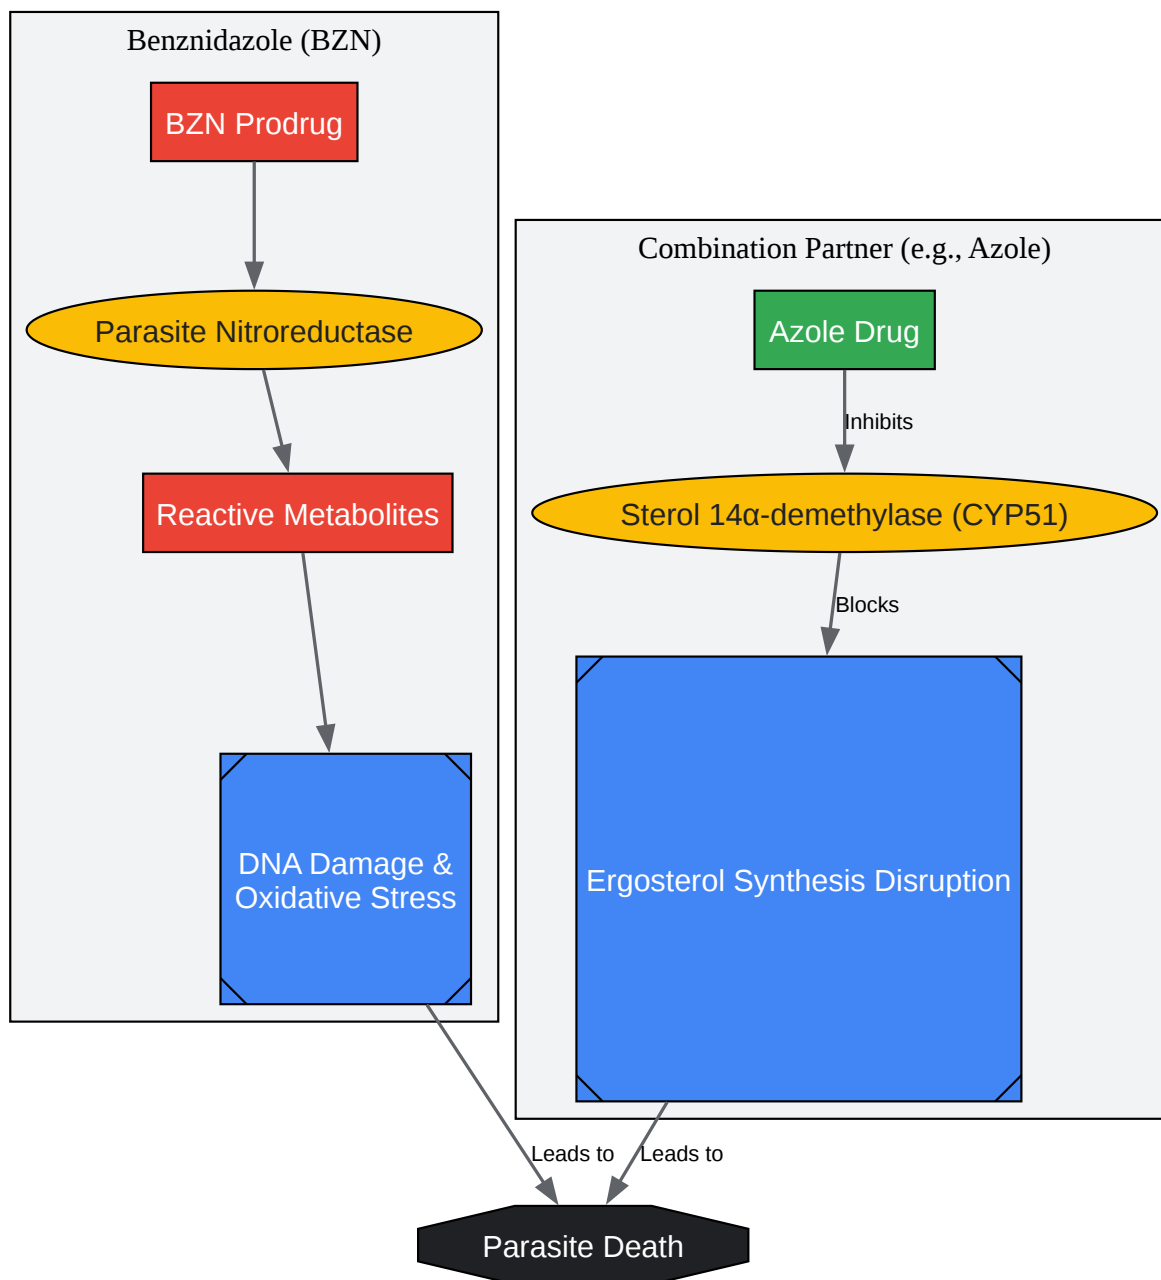 Benznidazole (BZN)
BZN Prodrug
Parasite Nitroreductase
Reactive Metabolites
DNA Damage &
Oxidative Stress
Combination Partner (e.g., Azole)
Azole Drug
Inhibits
Sterol 14α-demethylase (CYP51)
Blocks
Ergosterol Synthesis Disruption
Leads to
Leads to
Parasite Death